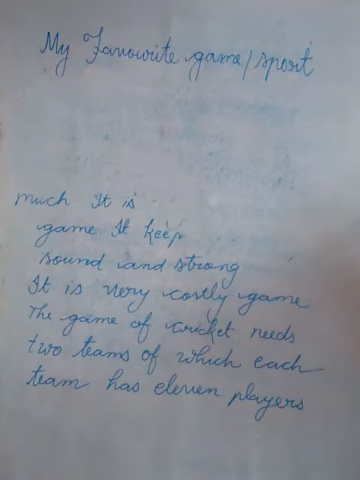 My Favourite game/sport
much It is
game It keep
sound and strong
It is very costly game
The game of cricket needs
two teams of which each
team has eleven players